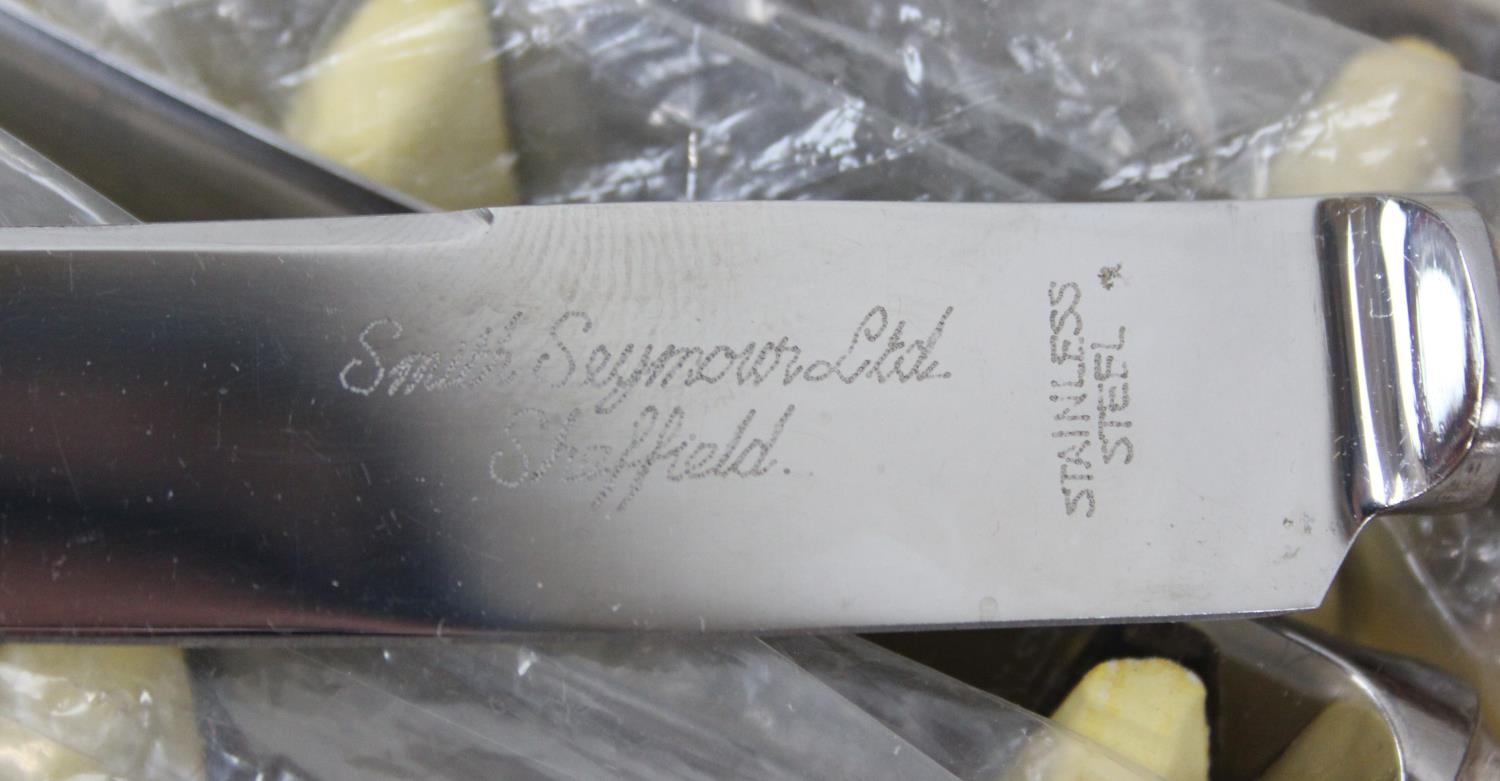 Smith Seymour Ltd.
Sheffield.
STAINLESS
STEEL